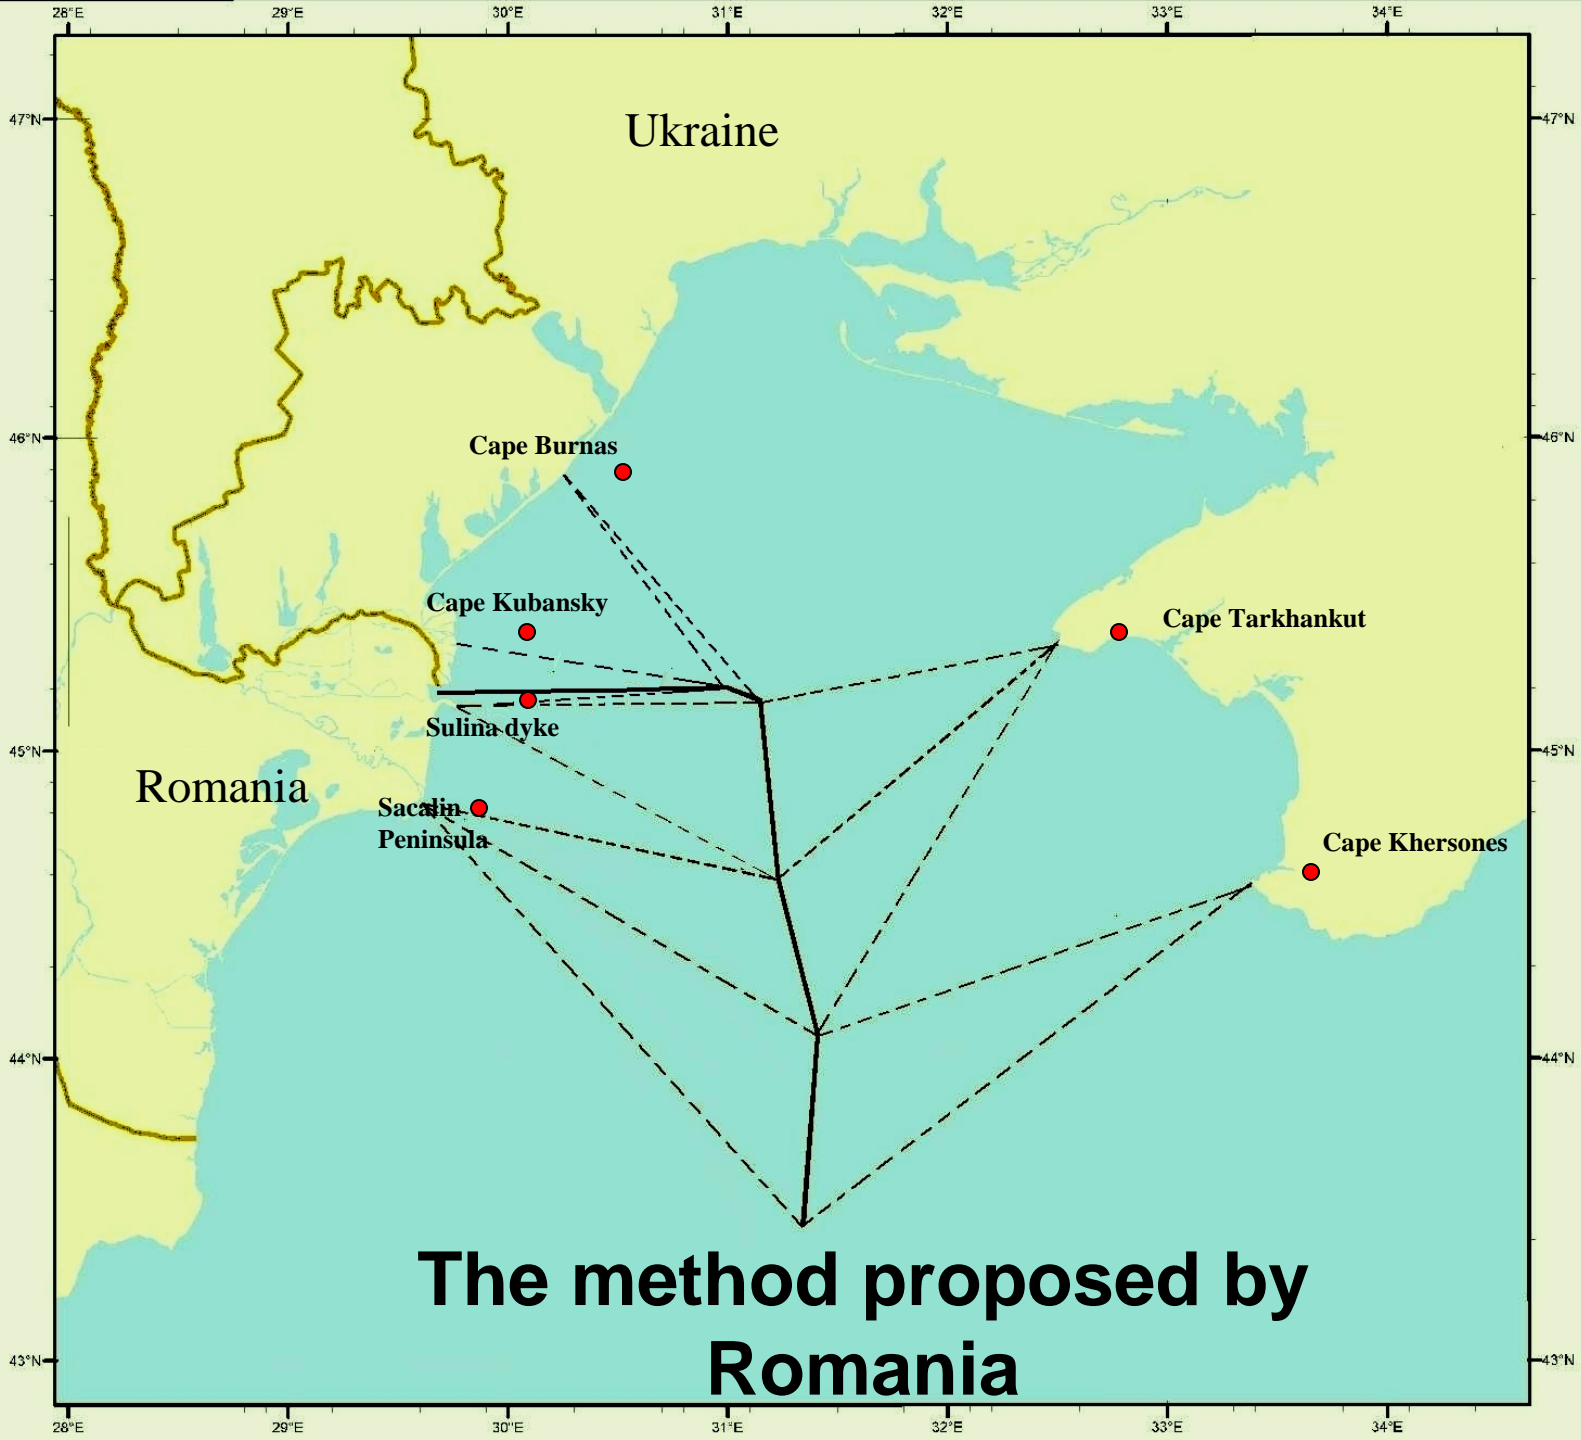 28°E 29°E 30°E 31°E 32°E 33°E 34°E
47°N 47°N
Ukraine
46°N 46°N
Cape Burnas
Cape Kubansky
Cape Tarkhankut
Sulina dyke
45°N 45°N
Romania
Sacalin
Peninsula
Cape Khersones
44°N 44°N
The method proposed by
Romania
43°N 43°N
28°E 29°E 30°E 31°E 32°E 33°E 34°E